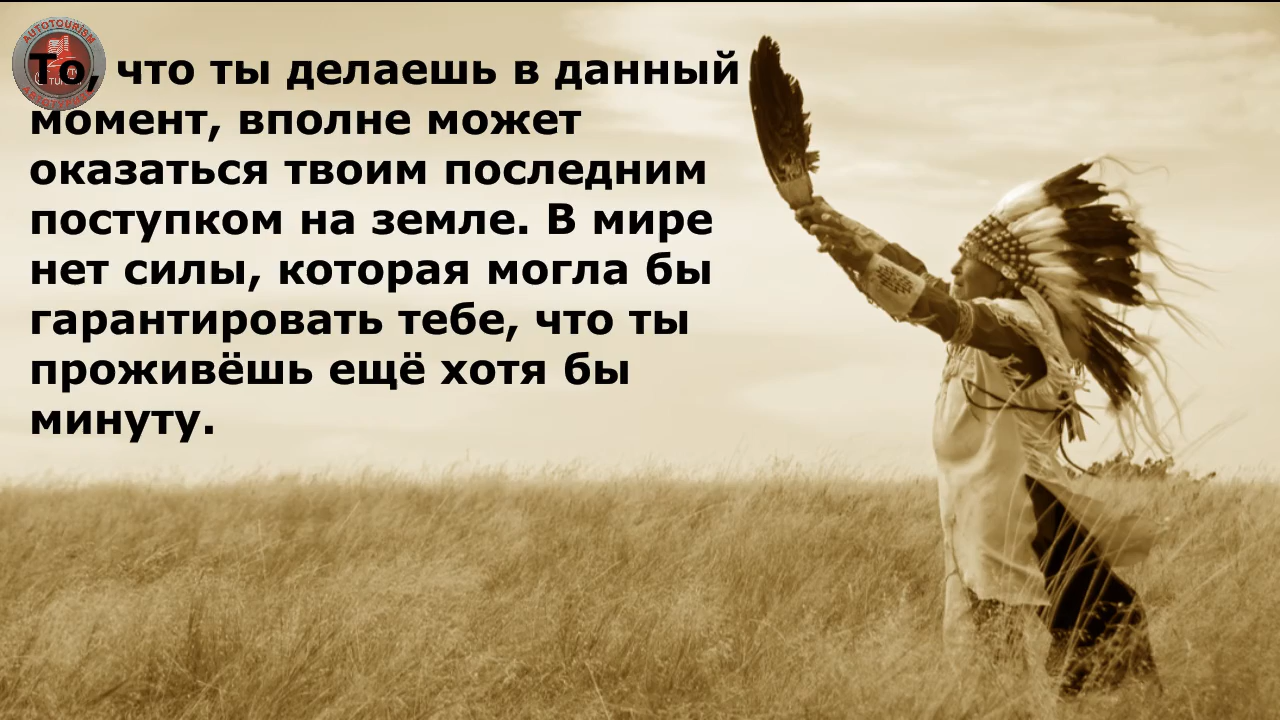 AUTOTOURISM
То, что ты делаешь в данный
момент, вполне может
оказаться твоим последним
поступком на земле. В мире
нет силы, которая могла бы
гарантировать тебе, что ты
проживёшь ещё хотя бы
минуту.